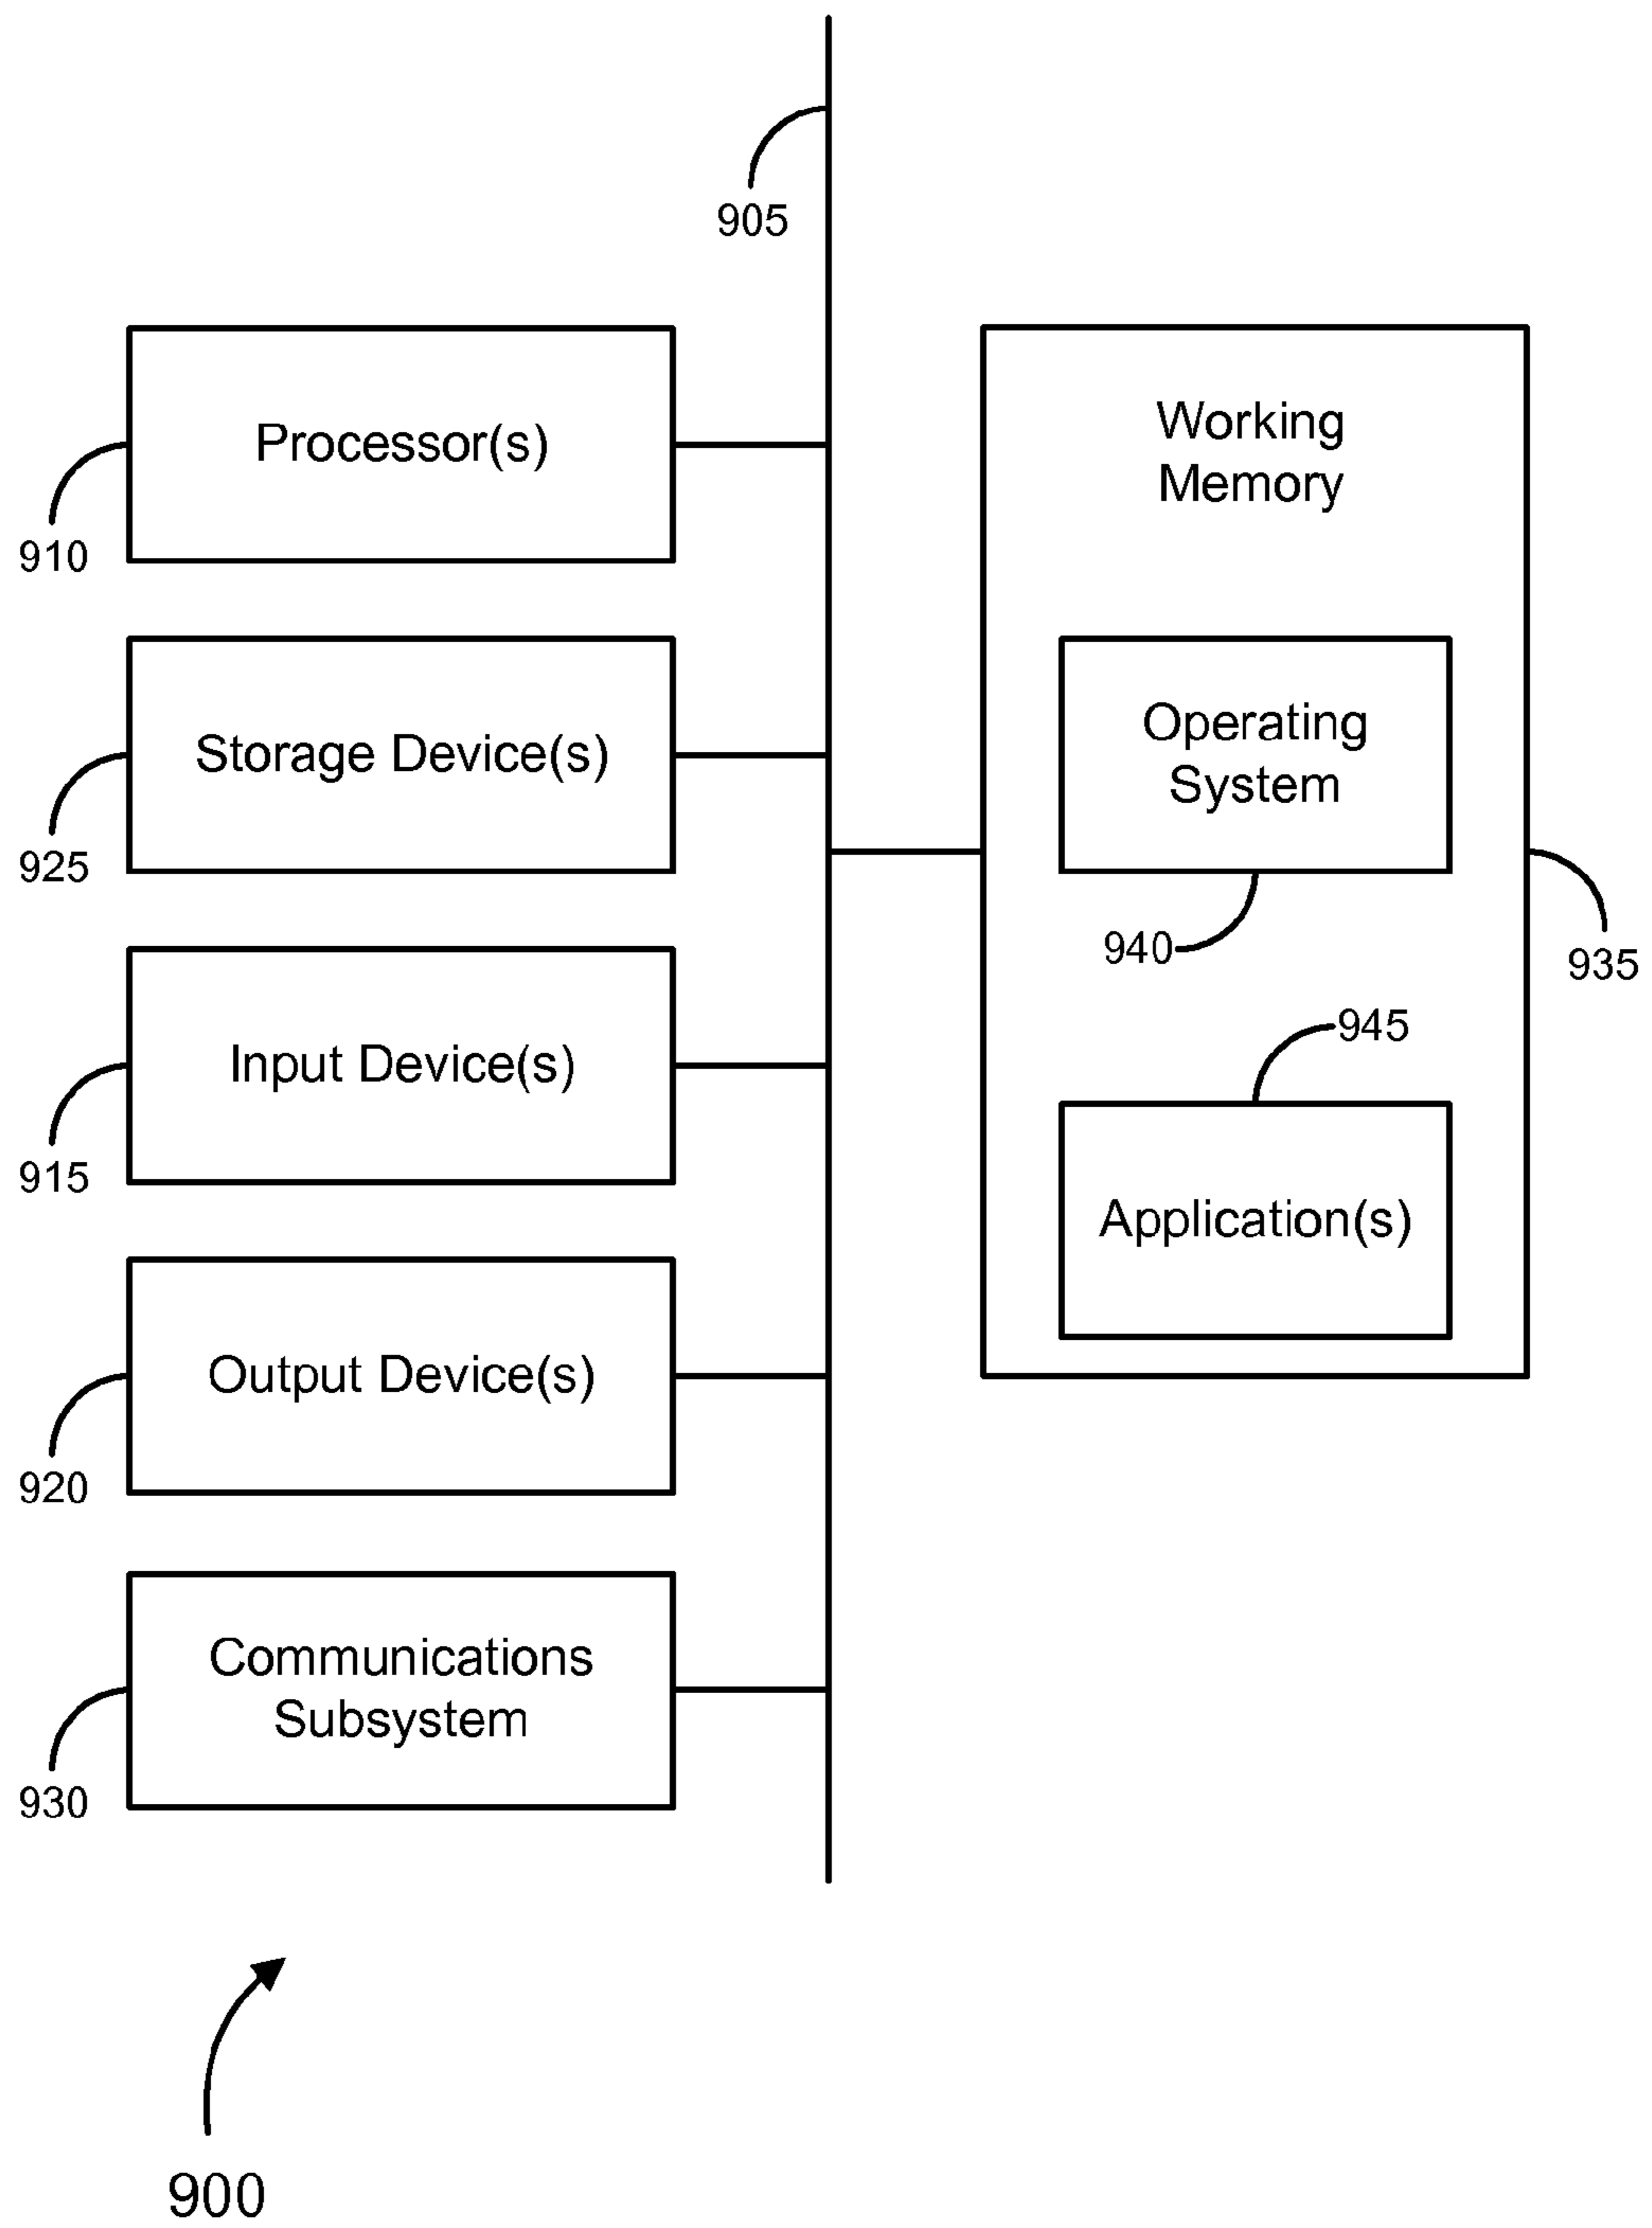 905
Processor(s)
910
Storage Device(s)
925
Input Device(s)
915
Output Device(s)
920
Communications
Subsystem
930
Working
Memory
Operating
System
940
935
945
Application(s)
900